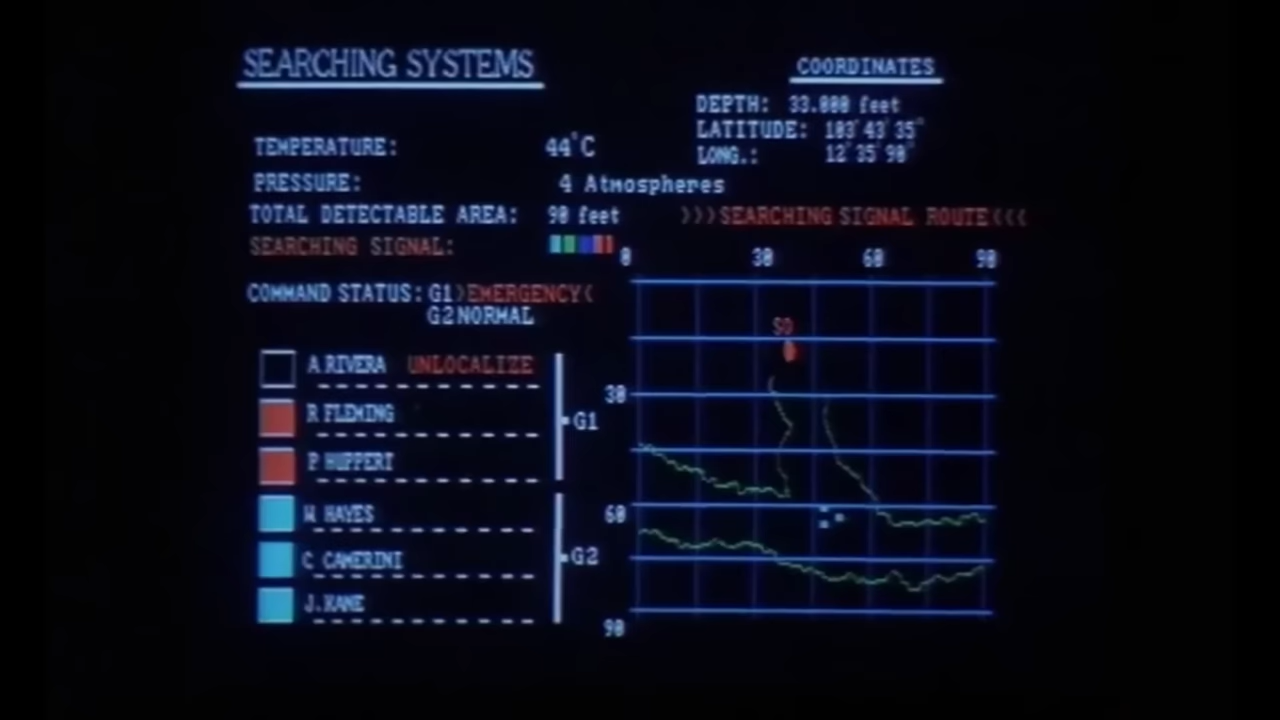 SEARCHING SYSTEMS
COORDINATES
DEPTH: 33.000 feet
LATITUDE: 103°43'35"
LONG.: 12°35'90"
TEMPERATURE: 44°C
PRESSURE: 4 Atmospheres
TOTAL DETECTABLE AREA: 90 feet
>>>SEARCHING SIGNAL ROUTE<<<
SEARCHING SIGNAL:
0 30 60 90
COMMAND STATUS: G1>EMERGENCY<
G2 NORMAL
SO
A RIVERA UNLOCALIZE
30
R FLEMING
G1
P HUPPERT
60
W HAYES
G2
C CAMERINI
J.KANE
90